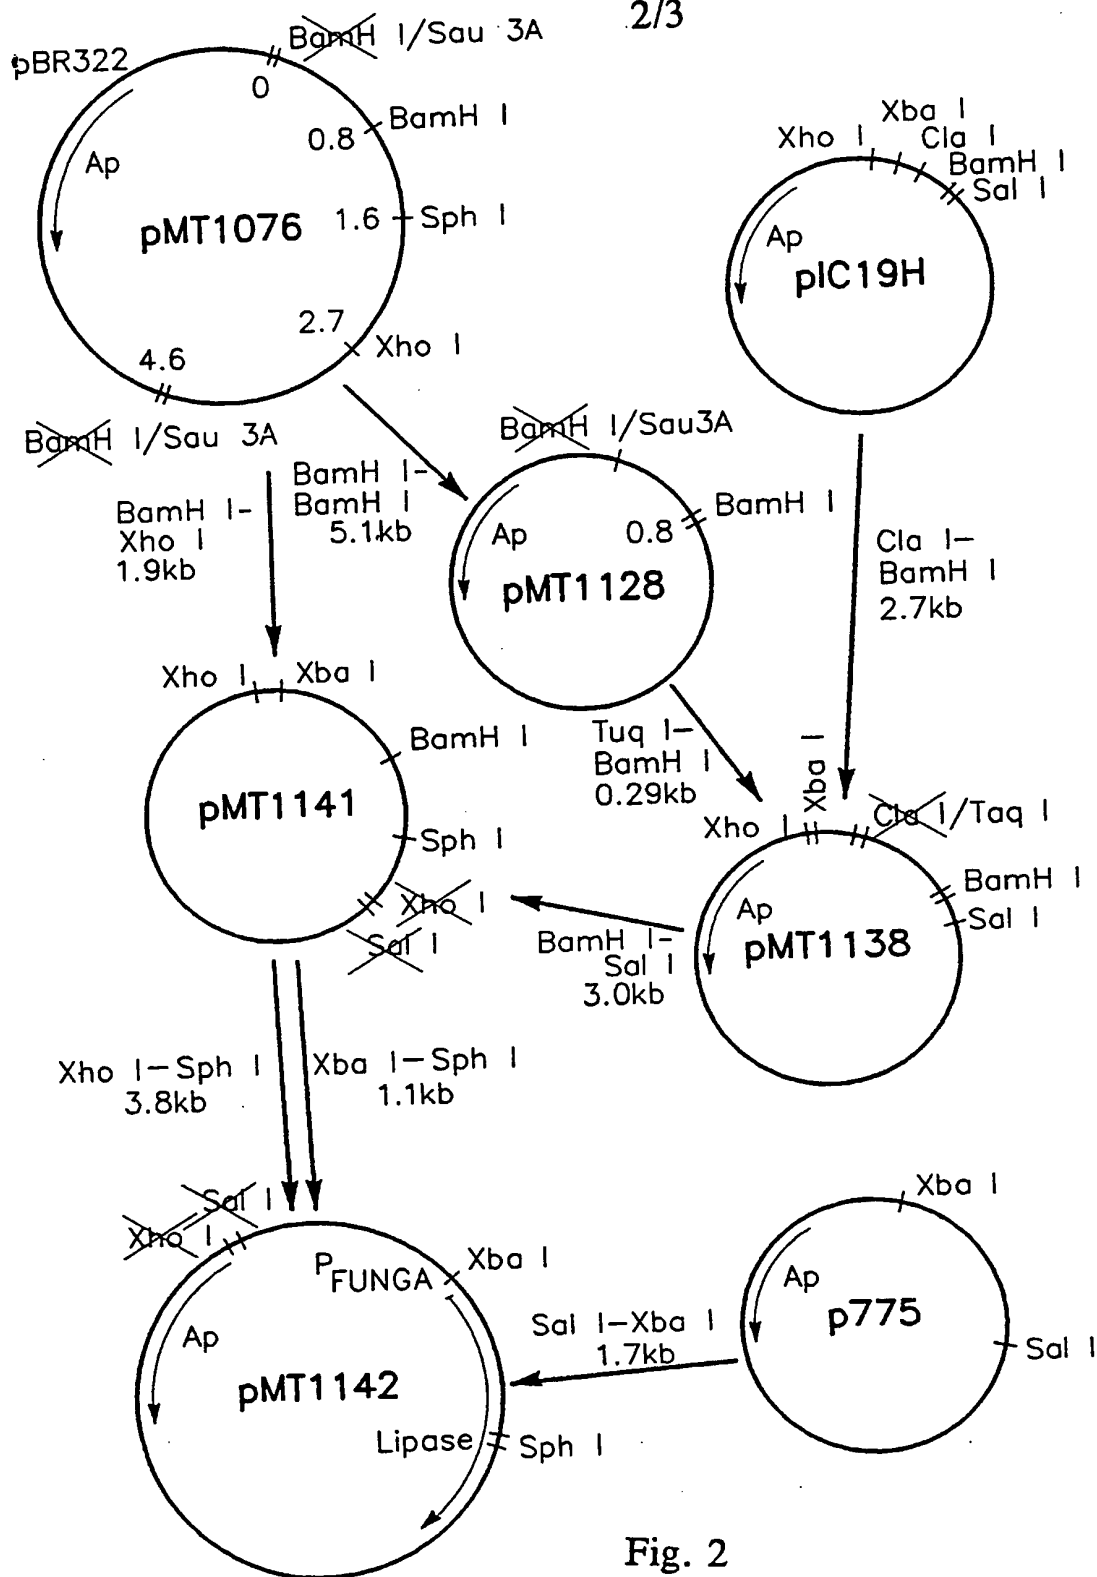 2/3
BamH I/Sau 3A
pBR322
0
BamH I
0.8
Ap
1.6
Sph I
pMT1076
2.7
Xho I
4.6
BamH I/Sau 3A
Xba I
Xho I
Cla I
BamH I
Sal I
Ap
pIC19H
BamH I-
Xho I
1.9kb
BamH I-
BamH I
5.1kb
BamH I/Sau3A
BamH I
0.8
Ap
pMT1128
Cla I-
BamH I
2.7kb
Xho I
Xba I
BamH I
pMT1141
Sph I
Xho I
Sal I
Tuq I-
BamH I
0.29kb
Xba I
Xho I
Cla I/Taq I
BamH I
Ap
Sal I
pMT1138
BamH I-
Sal I
3.0kb
Xho I-Sph I
3.8kb
Xba I-Sph I
1.1kb
Sal I
Xho I
PFUNGA
Xba I
Ap
pMT1142
Lipase
Sph I
Sal I-Xba I
1.7kb
Xba I
Ap
p775
Sal I
Fig. 2